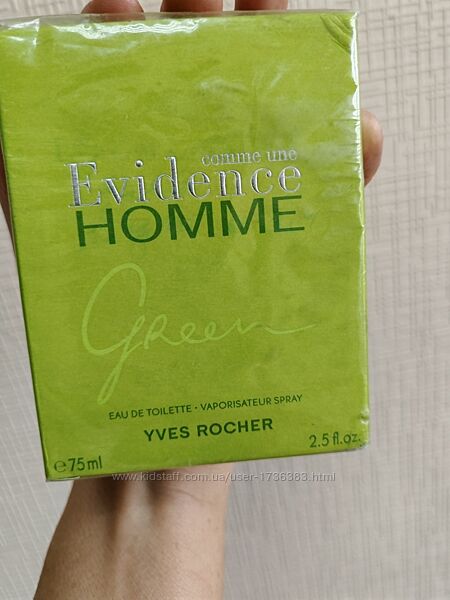 comme une
Evidence
HOMME
Green
EAU DE TOILETTE • VAPORISATEUR SPRAY
YVES ROCHER
℮75ml 2.5 fl.oz.
www.kidstaff.com.ua/user-1736383.html